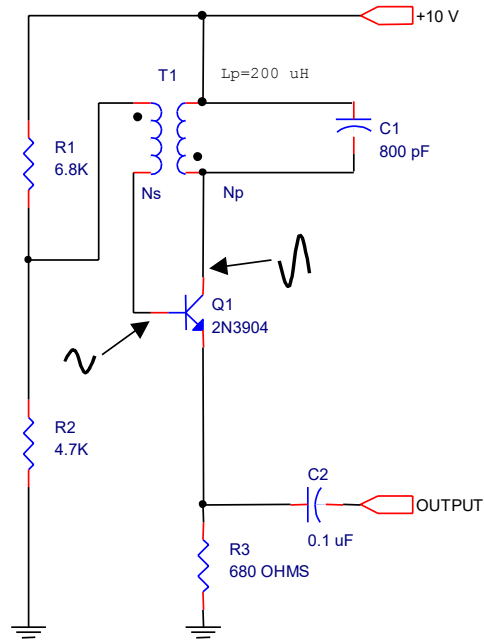 +10 V
T1
Lp=200 uH
R1
6.8K
C1
800 pF
Ns
Np
Q1
2N3904
R2
4.7K
C2
OUTPUT
0.1 uF
R3
680 OHMS